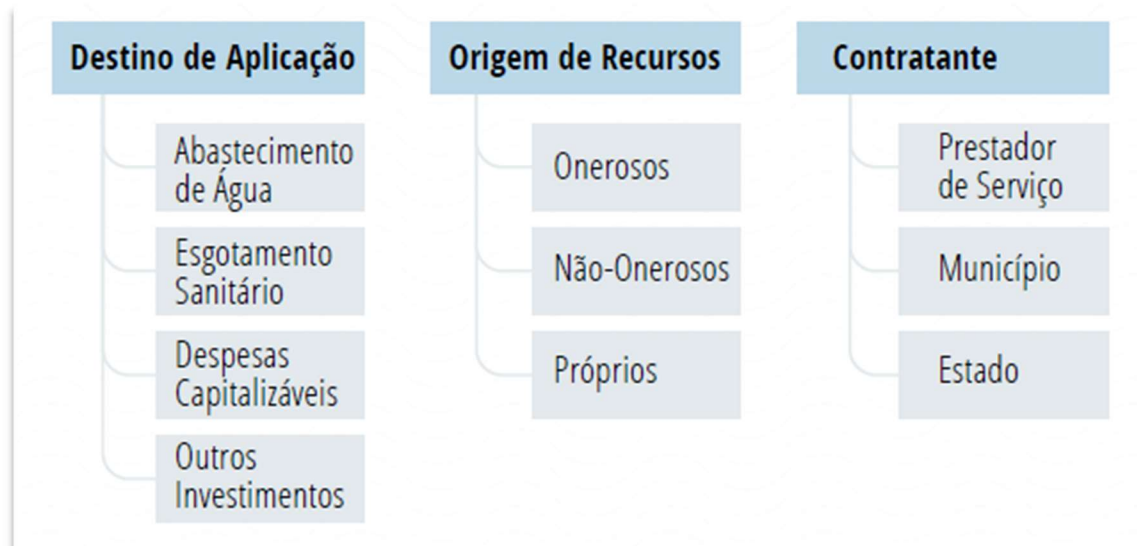 Destino de Aplicação
Abastecimento
de Água
Esgotamento
Sanitário
Despesas
Capitalizáveis
Outros
Investimentos
Origem de Recursos
Onerosos
Não-Onerosos
Próprios
Contratante
Prestador
de Serviço
Município
Estado